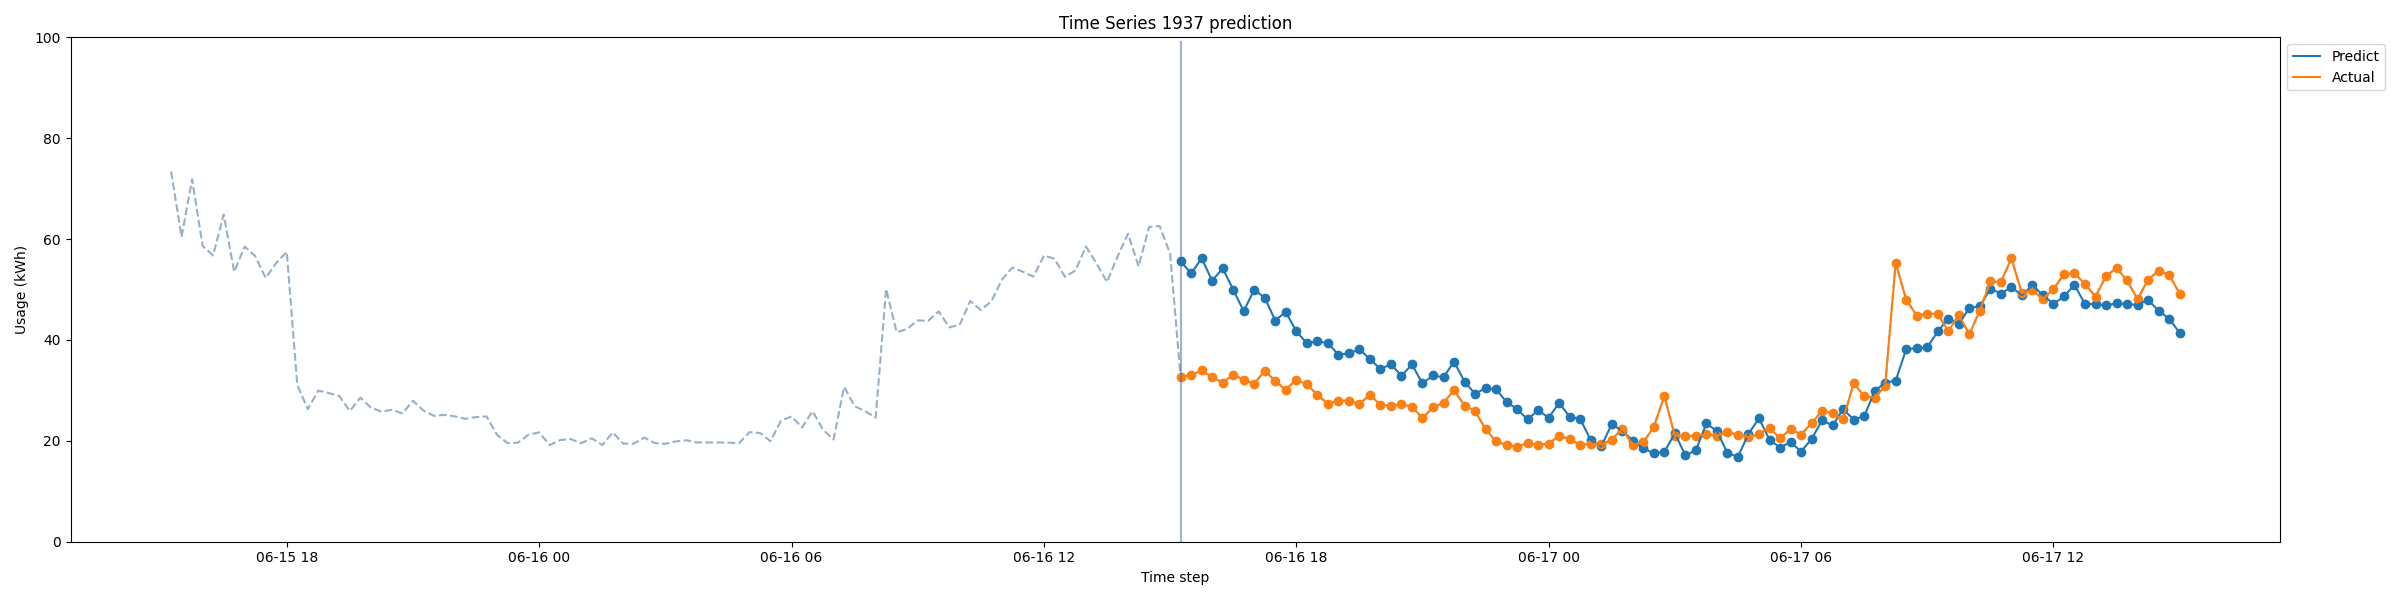 Time Series 1937 prediction
100
80
60
40
20
0
Usage (kWh)
06-15 18
06-16 00
06-16 06
06-16 12
06-16 18
06-17 00
06-17 06
06-17 12
Time step
Predict
Actual